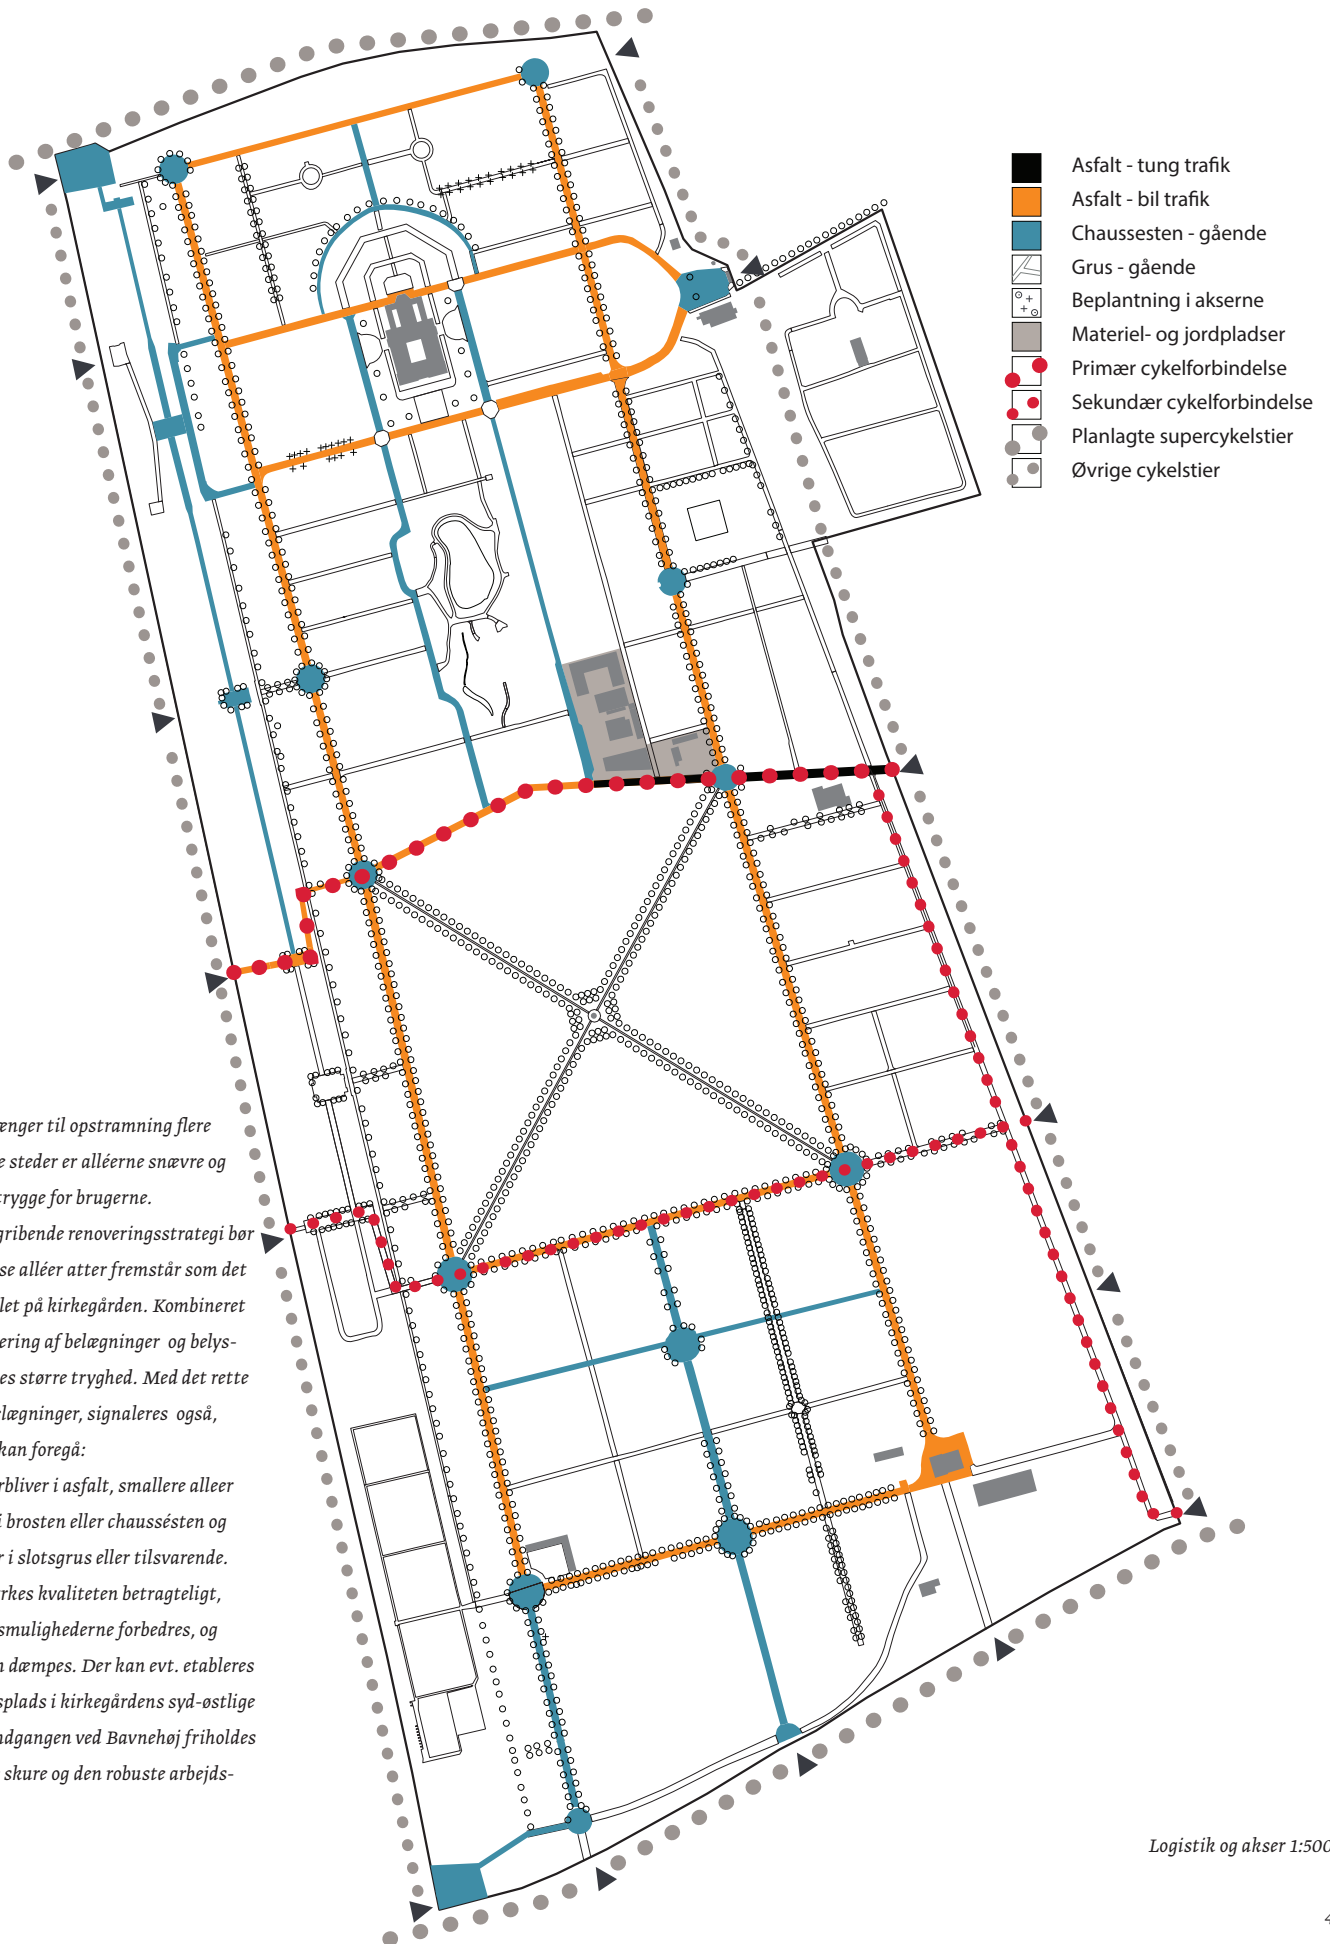 Asfalt - tung trafik
Asfalt - bil trafik
Chaussesten - gående
Grus - gående
Beplantning i akserne
Materiel- og jordpladser
Primær cykelforbindelse
Sekundær cykelforbindelse
Planlagte supercykelstier
Øvrige cykelstier
ænger til opstramning flere
e steder er alléerne snævre og
trygge for brugerne.
gribende renoveringsstrategi bør
se alléer atter fremstår som det
let på kirkegården. Kombineret
ering af belægninger og belys-
es større tryghed. Med det rette
lægninger, signaleres også,
kan foregå:
rbliver i asfalt, smallere alleer
i brosten eller chaussésten og
r i slotsgrus eller tilsvarende.
rkes kvaliteten betragteligt,
smulighederne forbedres, og
n dæmpes. Der kan evt. etableres
splads i kirkegårdens syd-østlige
ndgangen ved Bavnehøj friholdes
skure og den robuste arbejds-
Logistik og akser 1:500
4